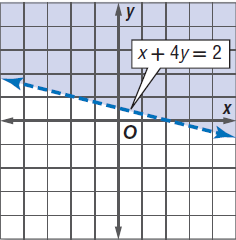 y
x + 4y = 2
x
O